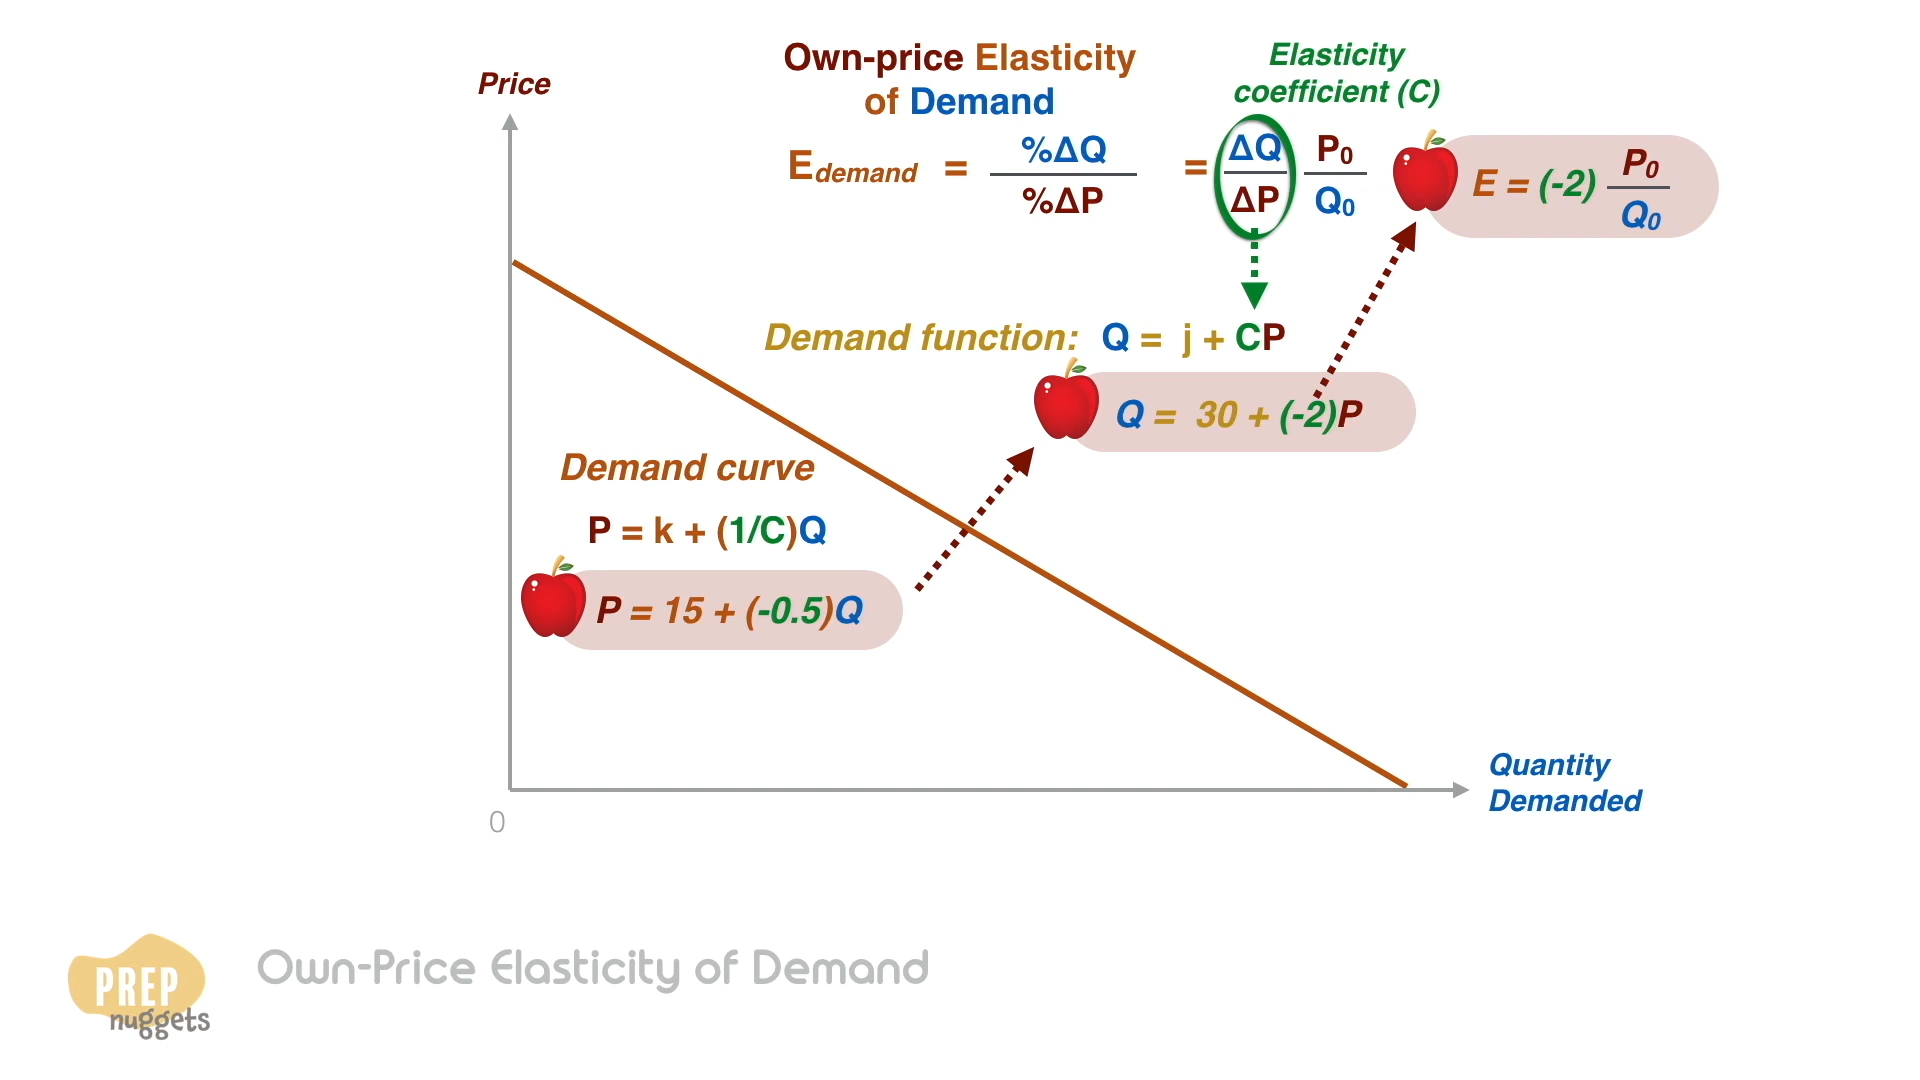 Own-price Elasticity
of Demand
Elasticity
coefficient (C)
Price
E demand = %ΔQ / %ΔP = ΔQ / ΔP P₀ / Q₀
E = (-2) P₀ / Q₀
Demand function: Q = j + CP
Q = 30 + (-2)P
Demand curve
P = k + (1/C)Q
P = 15 + (-0.5)Q
Quantity
Demanded
0
PREP
nuggets
Own-Price Elasticity of Demand